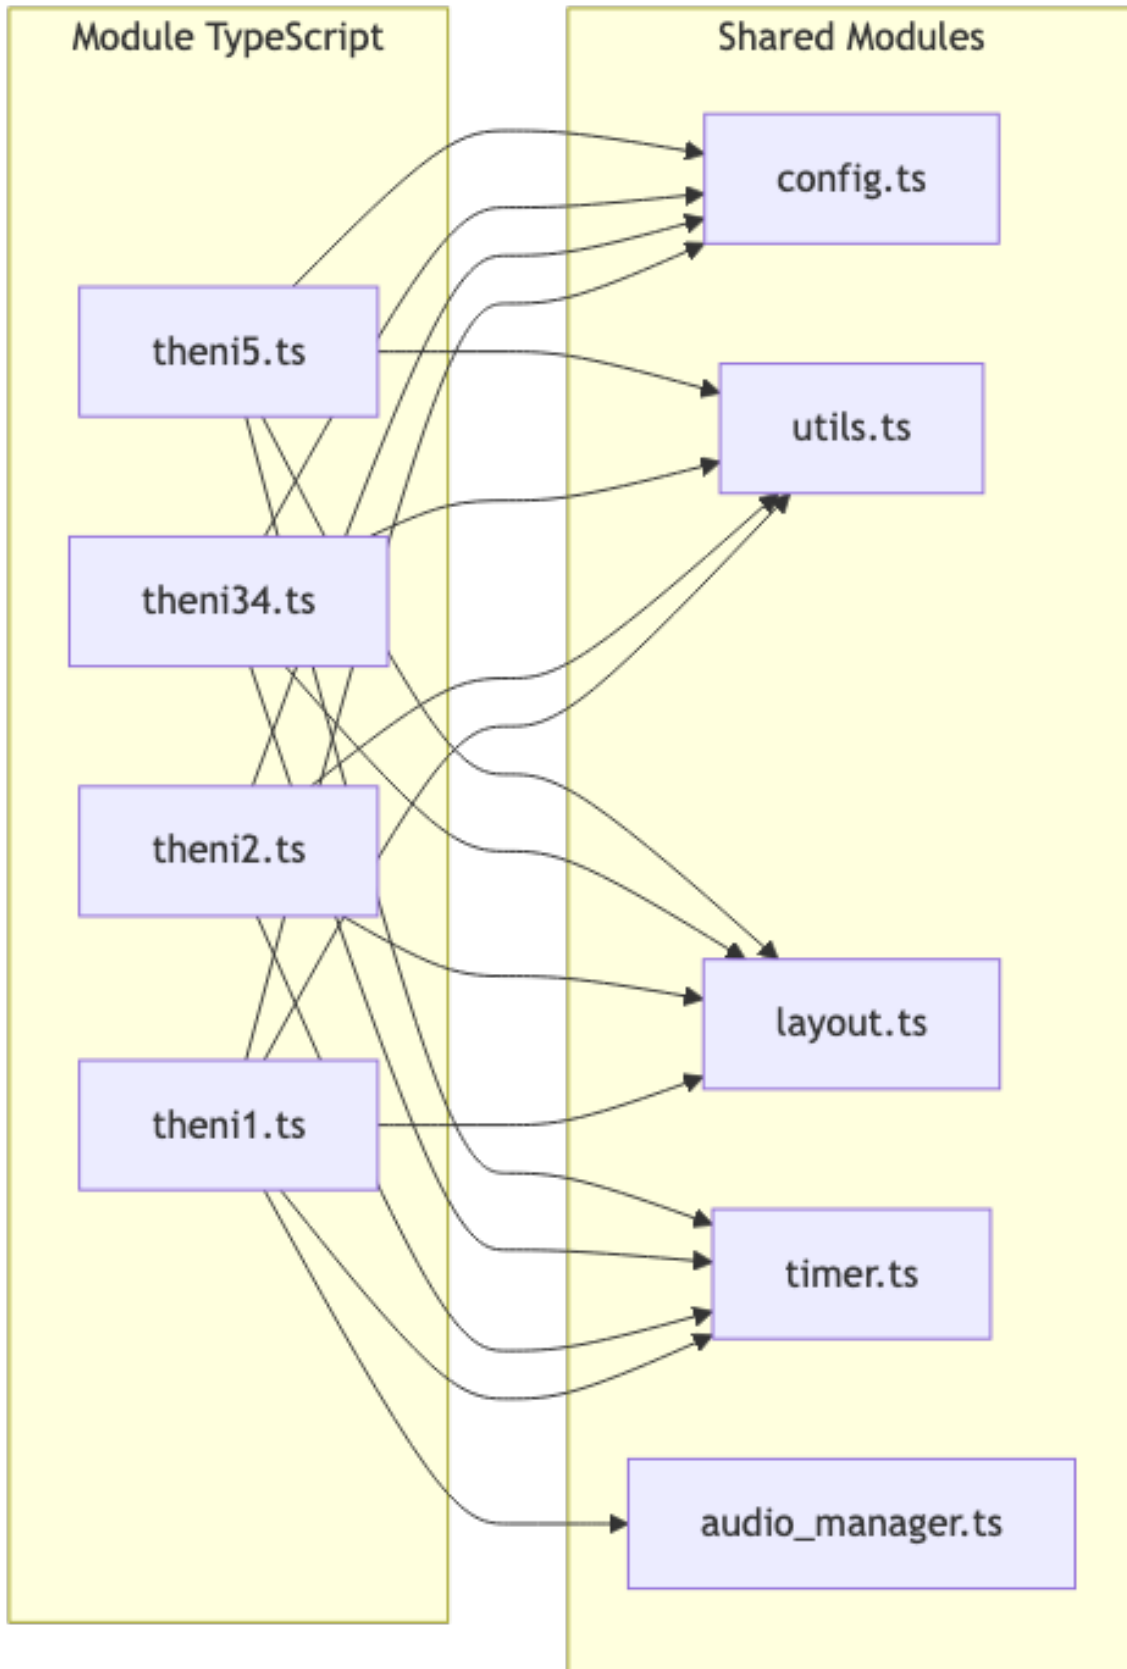 Module TypeScript
theni5.ts
theni34.ts
theni2.ts
theni1.ts
Shared Modules
config.ts
utils.ts
layout.ts
timer.ts
audio_manager.ts